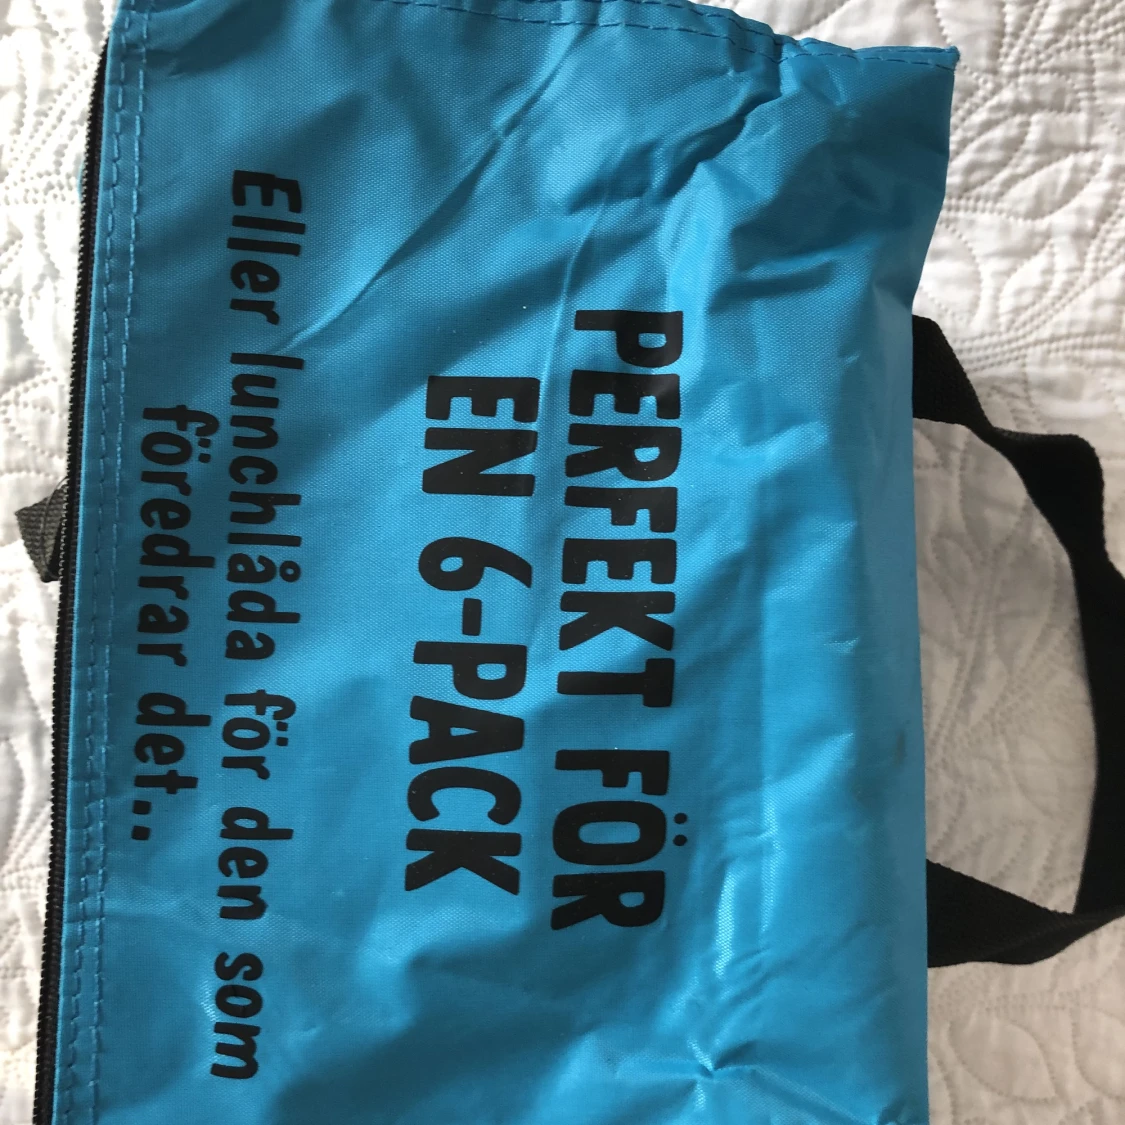 PERFEKT FÖR
EN 6-PACK
Eller lunchlåda för den som
föredrar det..